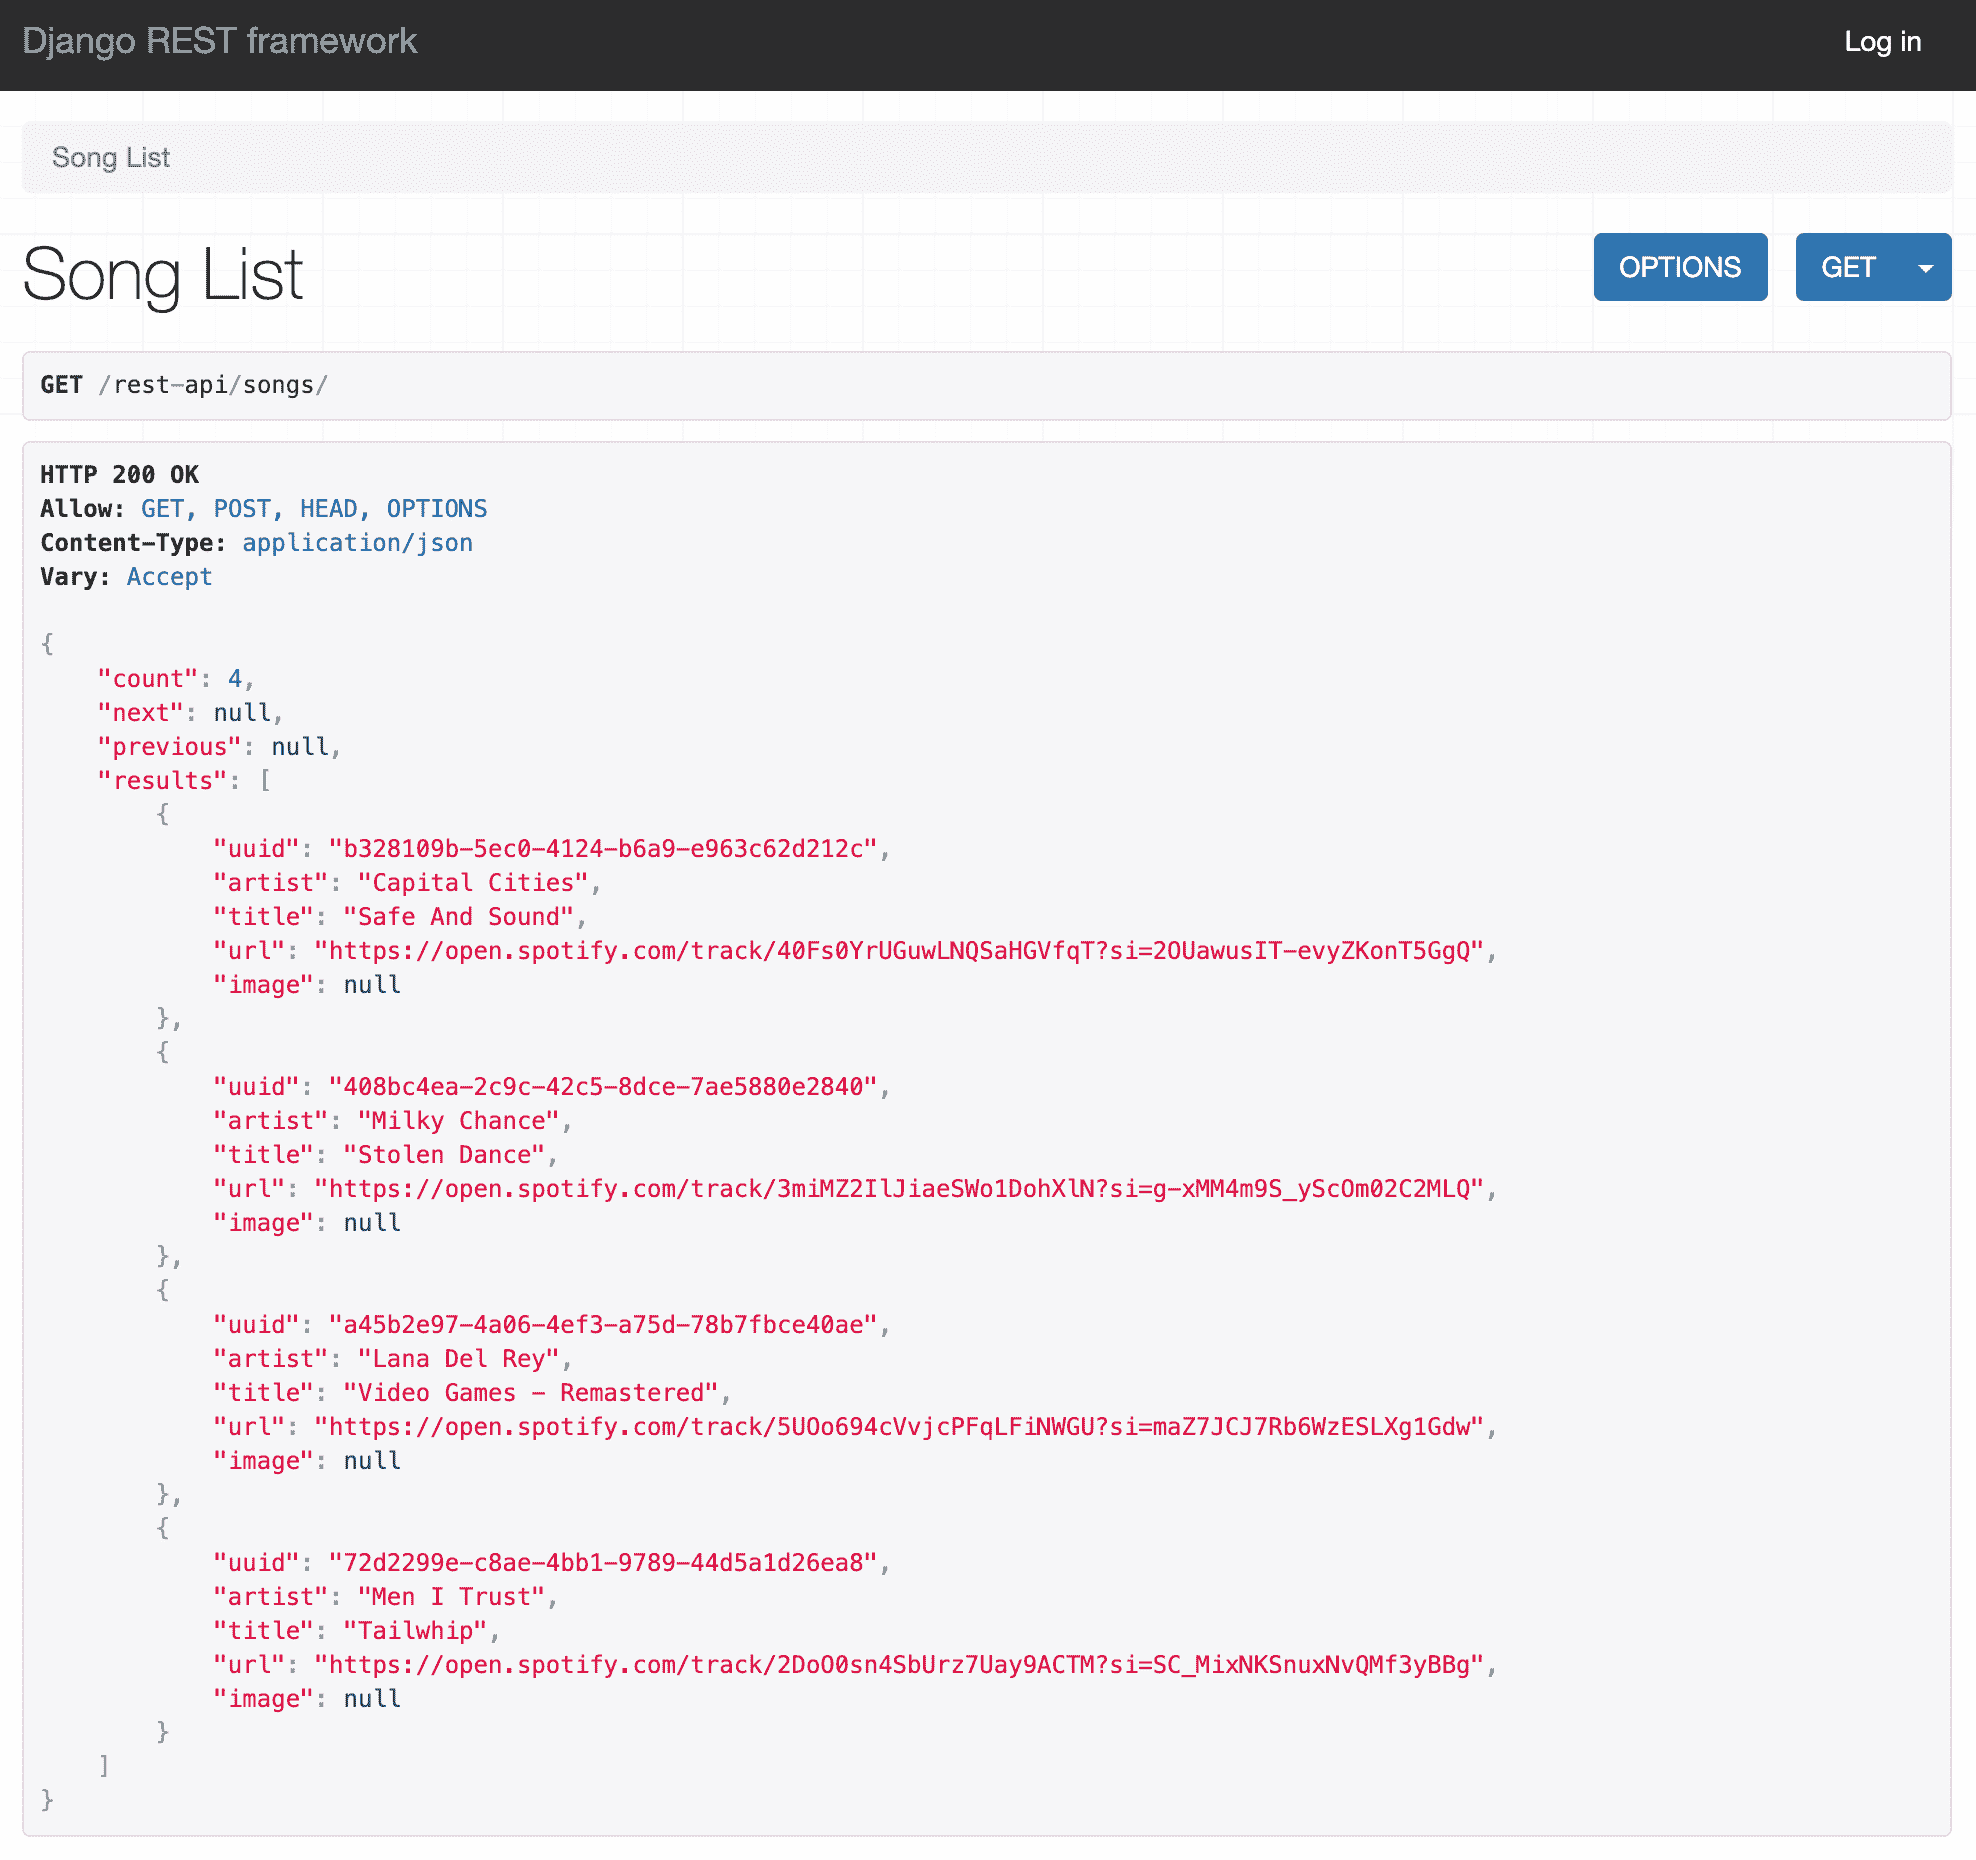 Django REST framework
Log in
Song List
Song List
OPTIONS
GET
GET /rest-api/songs/
HTTP 200 OK
Allow: GET, POST, HEAD, OPTIONS
Content-Type: application/json
Vary: Accept
{
    "count": 4,
    "next": null,
    "previous": null,
    "results": [
        {
            "uuid": "b328109b-5ec0-4124-b6a9-e963c62d212c",
            "artist": "Capital Cities",
            "title": "Safe And Sound",
            "url": "https://open.spotify.com/track/40Fs0YrUGuwLNQSaHGVfqT?si=2OUawusIT-evyZKonT5GgQ",
            "image": null
        },
        {
            "uuid": "408bc4ea-2c9c-42c5-8dce-7ae5880e2840",
            "artist": "Milky Chance",
            "title": "Stolen Dance",
            "url": "https://open.spotify.com/track/3miMZ2IlJiaeSWo1DohXlN?si=g-xMM4m9S_yScOm02C2MLQ",
            "image": null
        },
        {
            "uuid": "a45b2e97-4a06-4ef3-a75d-78b7fbce40ae",
            "artist": "Lana Del Rey",
            "title": "Video Games - Remastered",
            "url": "https://open.spotify.com/track/5UOo694cVvjcPFqLFiNWGU?si=maZ7JCJ7Rb6WzESLXg1Gdw",
            "image": null
        },
        {
            "uuid": "72d2299e-c8ae-4bb1-9789-44d5a1d26ea8",
            "artist": "Men I Trust",
            "title": "Tailwhip",
            "url": "https://open.spotify.com/track/2DoO0sn4SbUrz7Uay9ACTM?si=SC_MixNKSnuxNvQMf3yBBg",
            "image": null
        }
    ]
}